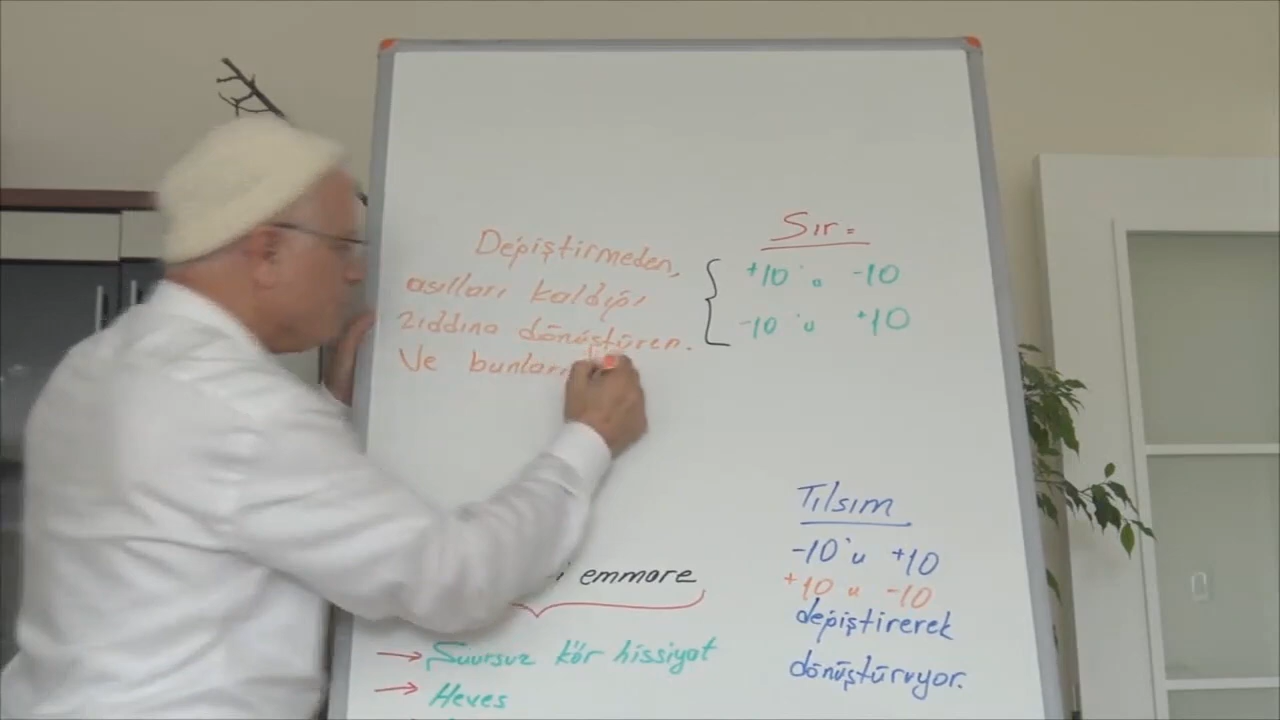 Sır =
Değiştirmeden,
asılları kaldıpı
zıddına dönüştüren.
Ve bunları
+10'u -10
-10'u +10
Tılsım
-10'u +10
+10 u -10
değiştirerek
dönüştürüyor.
emmare
→ Şuursuz kör hissiyat
→ Heves